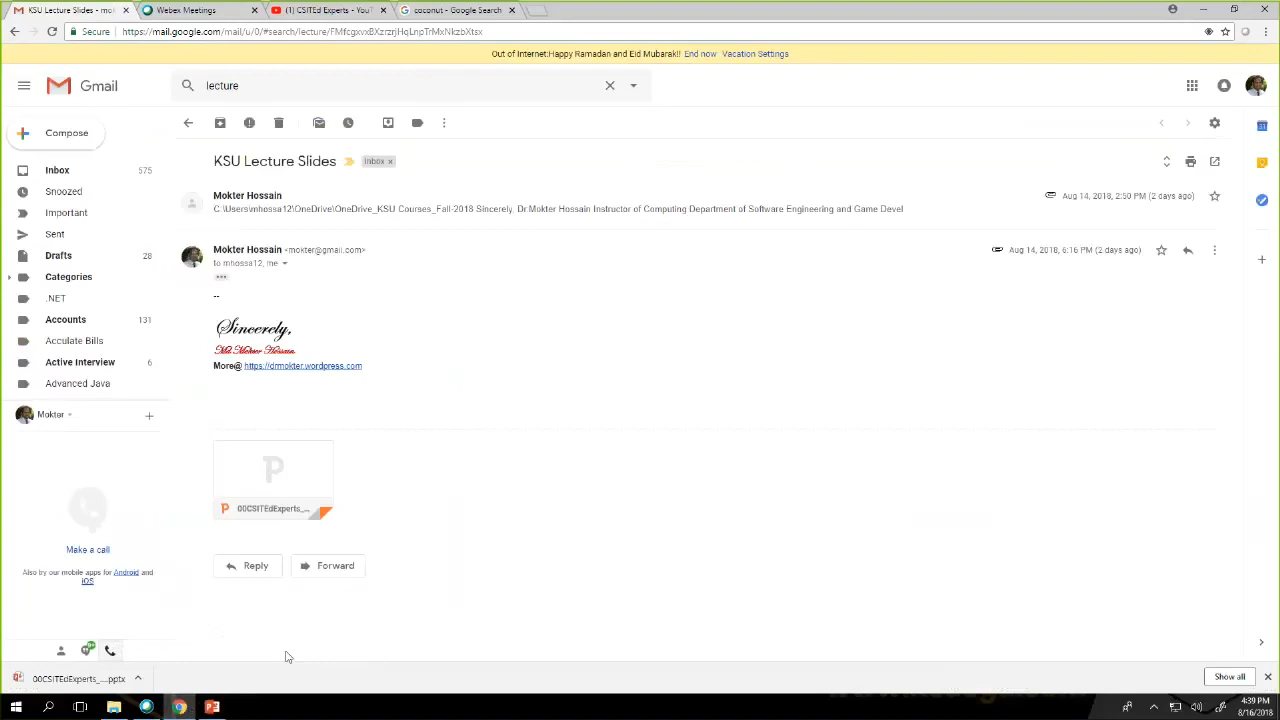 KSU Lecture Slides - mo
Webex Meetings
(1) CSITEd Experts - YouT
coconut - Google Search
Secure
https://mail.google.com/mail/u/0/#search/lecture/FMfcgxvxBXzrzrjHqLnpTrMxNkzbXtsx
Out of Internet:Happy Ramadan and Eid Mubarak!! End now Vacation Settings
Gmail
lecture
Compose
KSU Lecture Slides
Inbox x
Inbox 575
Snoozed
Important
Sent
Drafts 28
Categories
.NET
Accounts 131
Acculate Bills
Active Interview 6
Advanced Java
Mokter
Mokter Hossain
Aug 14, 2018, 2:50 PM (2 days ago)
C:\Users\mhossa12\OneDrive\OneDrive_KSU Courses_Fall-2018 Sincerely, Dr.Mokter Hossain Instructor of Computing Department of Software Engineering and Game Devel
Mokter Hossain <mokter@gmail.com>
Aug 14, 2018, 6:16 PM (2 days ago)
to mhossa12, me
--
Sincerely,
Md Mokter Hossain
More@ https://drmokter.wordpress.com
P
P 00CSITEdExperts_...
Reply
Forward
Make a call
Also try our mobile apps for Android and
iOS
9+
00CSITEdExperts_....pptx
Show all
4:39 PM
8/16/2018